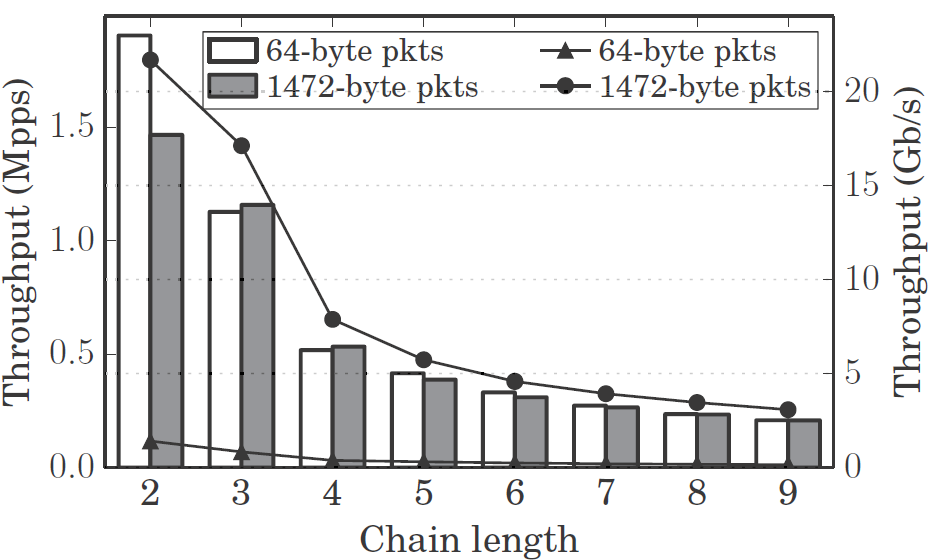 64-byte pkts
1472-byte pkts
64-byte pkts
1472-byte pkts
Throughput (Mpps)
1.5
1.0
0.5
0.0
20
15
10
5
0
Throughput (Gb/s)
2 3 4 5 6 7 8 9
Chain length